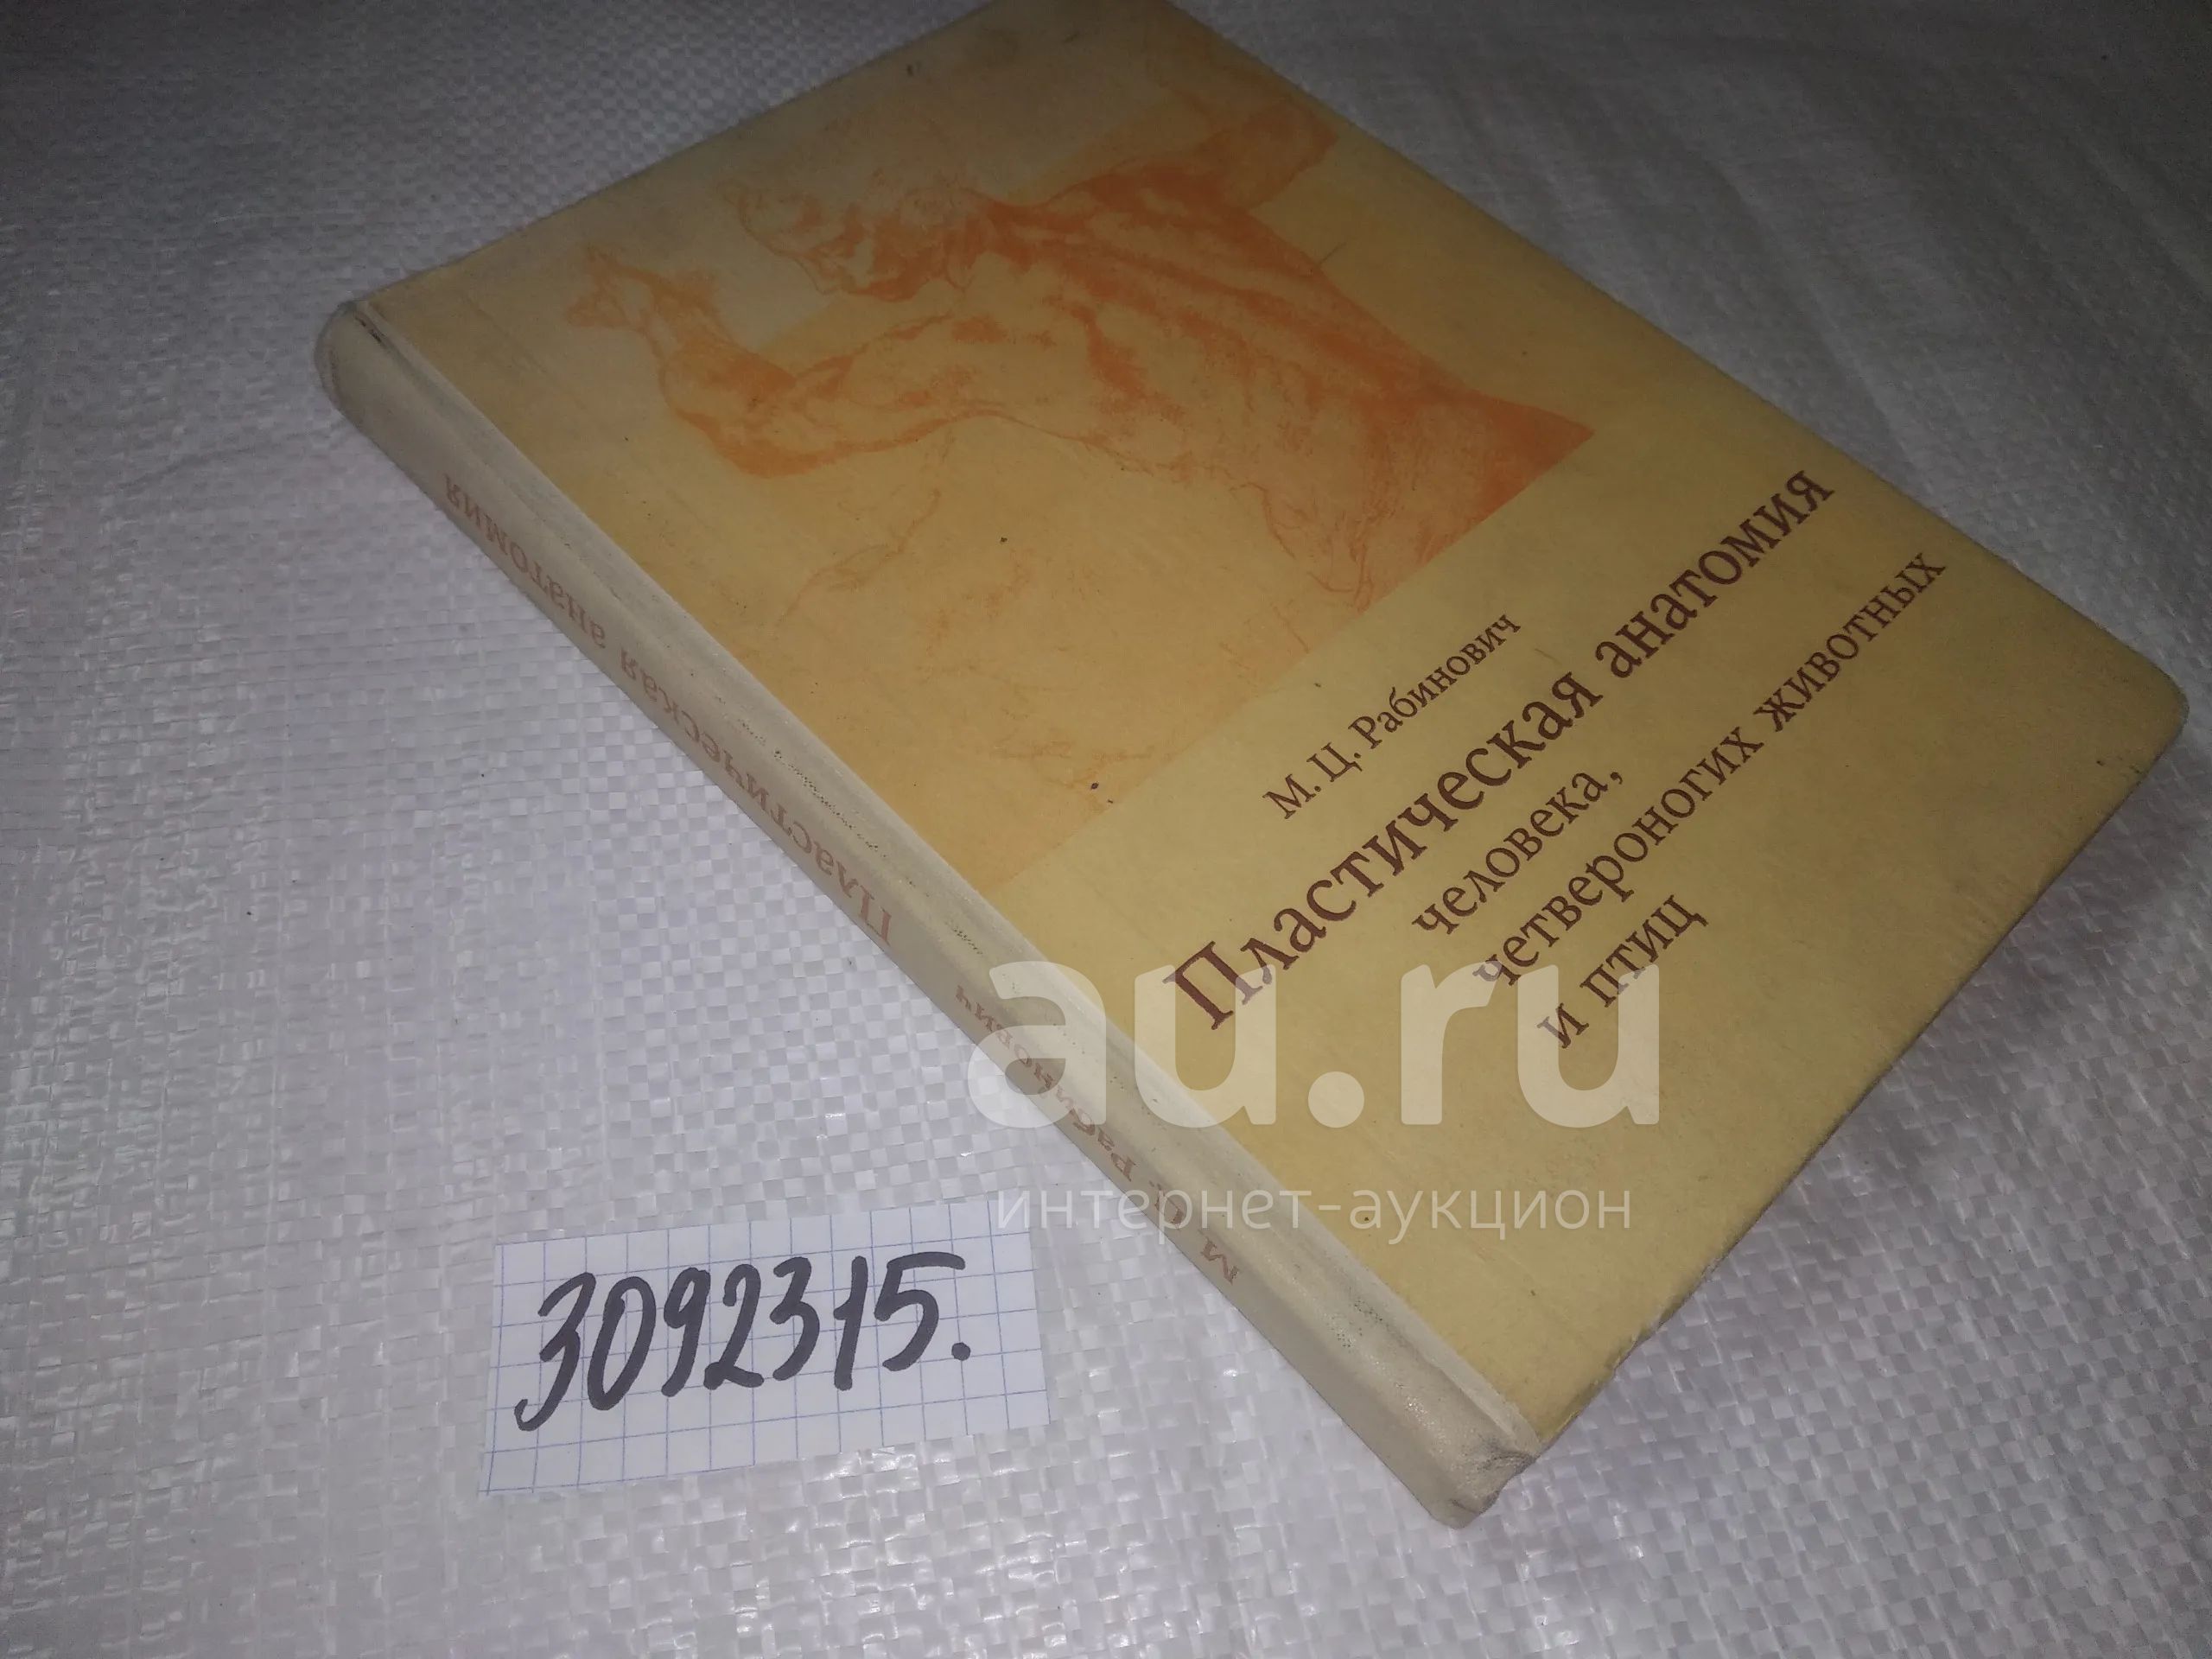 М. Ц. Рабинович
Пластическая анатомия
человека,
четвероногих животных
и птиц
М. Ц. Рабинович Пластическая анатомия
au.ru
интернет-аукцион
3092315.